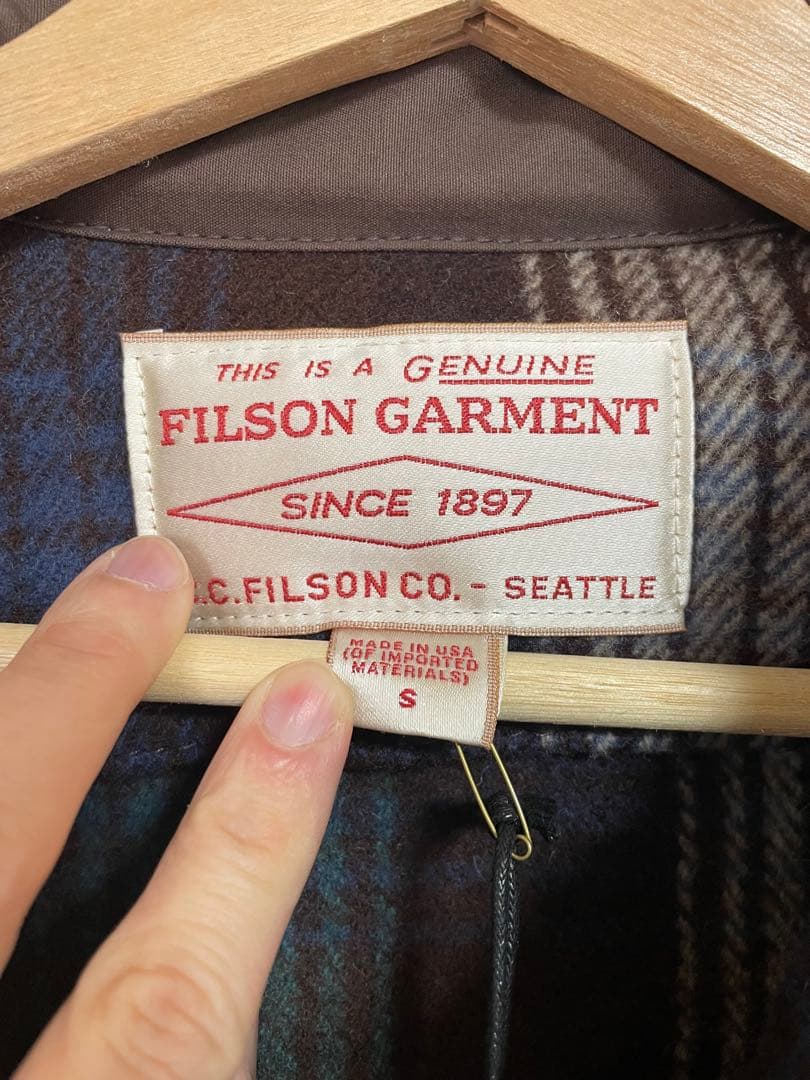 THIS IS A GENUINE
FILSON GARMENT
SINCE 1897
.C.FILSON CO. - SEATTLE
MADE IN USA
(OF IMPORTED
MATERIALS)
S